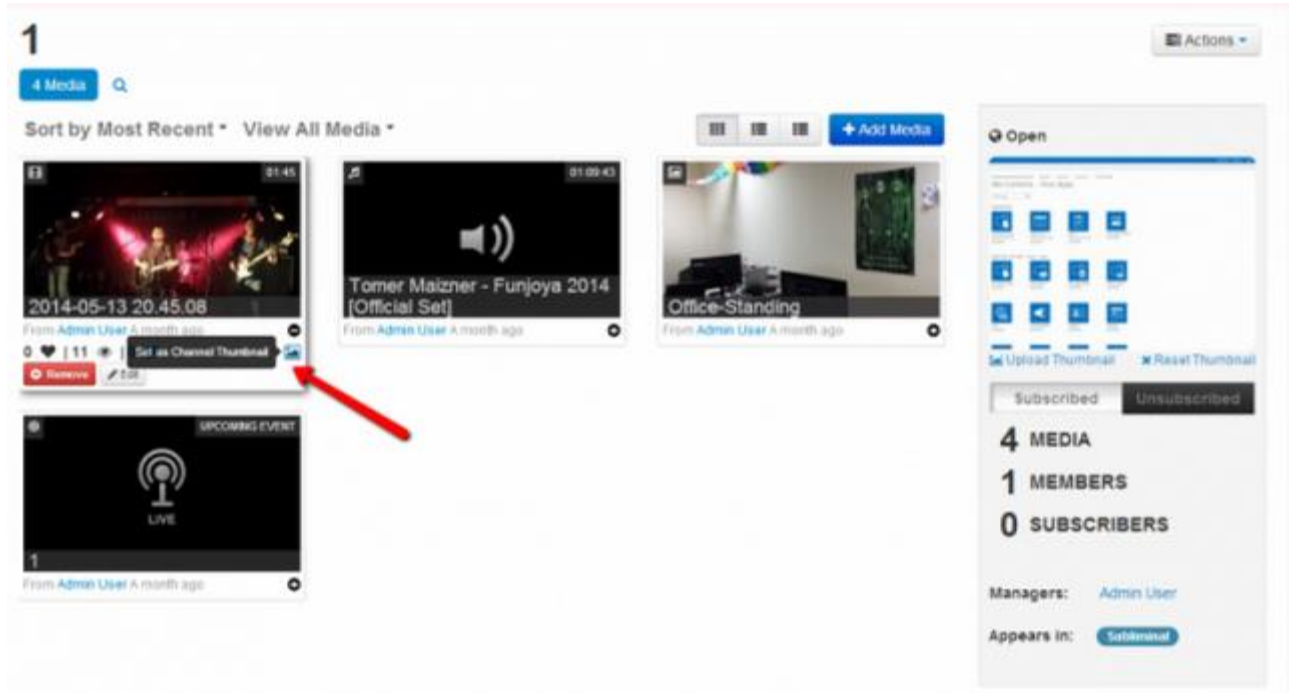 1
Actions
4 Media
Sort by Most Recent View All Media
+ Add Media
01:45
2014-05-13 20.45.08
From Admin User A month ago
0 | 11 |
Set as Channel Thumbnail
Remove Edit
01:09:43
Tomer Maizner - Funjoya 2014
[Official Set]
From Admin User A month ago
Office-Standing
From Admin User A month ago
UPCOMING EVENT
LIVE
1
From Admin User A month ago
Open
Upload Thumbnail Reset Thumbnail
Subscribed Unsubscribed
4 MEDIA
1 MEMBERS
0 SUBSCRIBERS
Managers: Admin User
Appears in: Subliminal